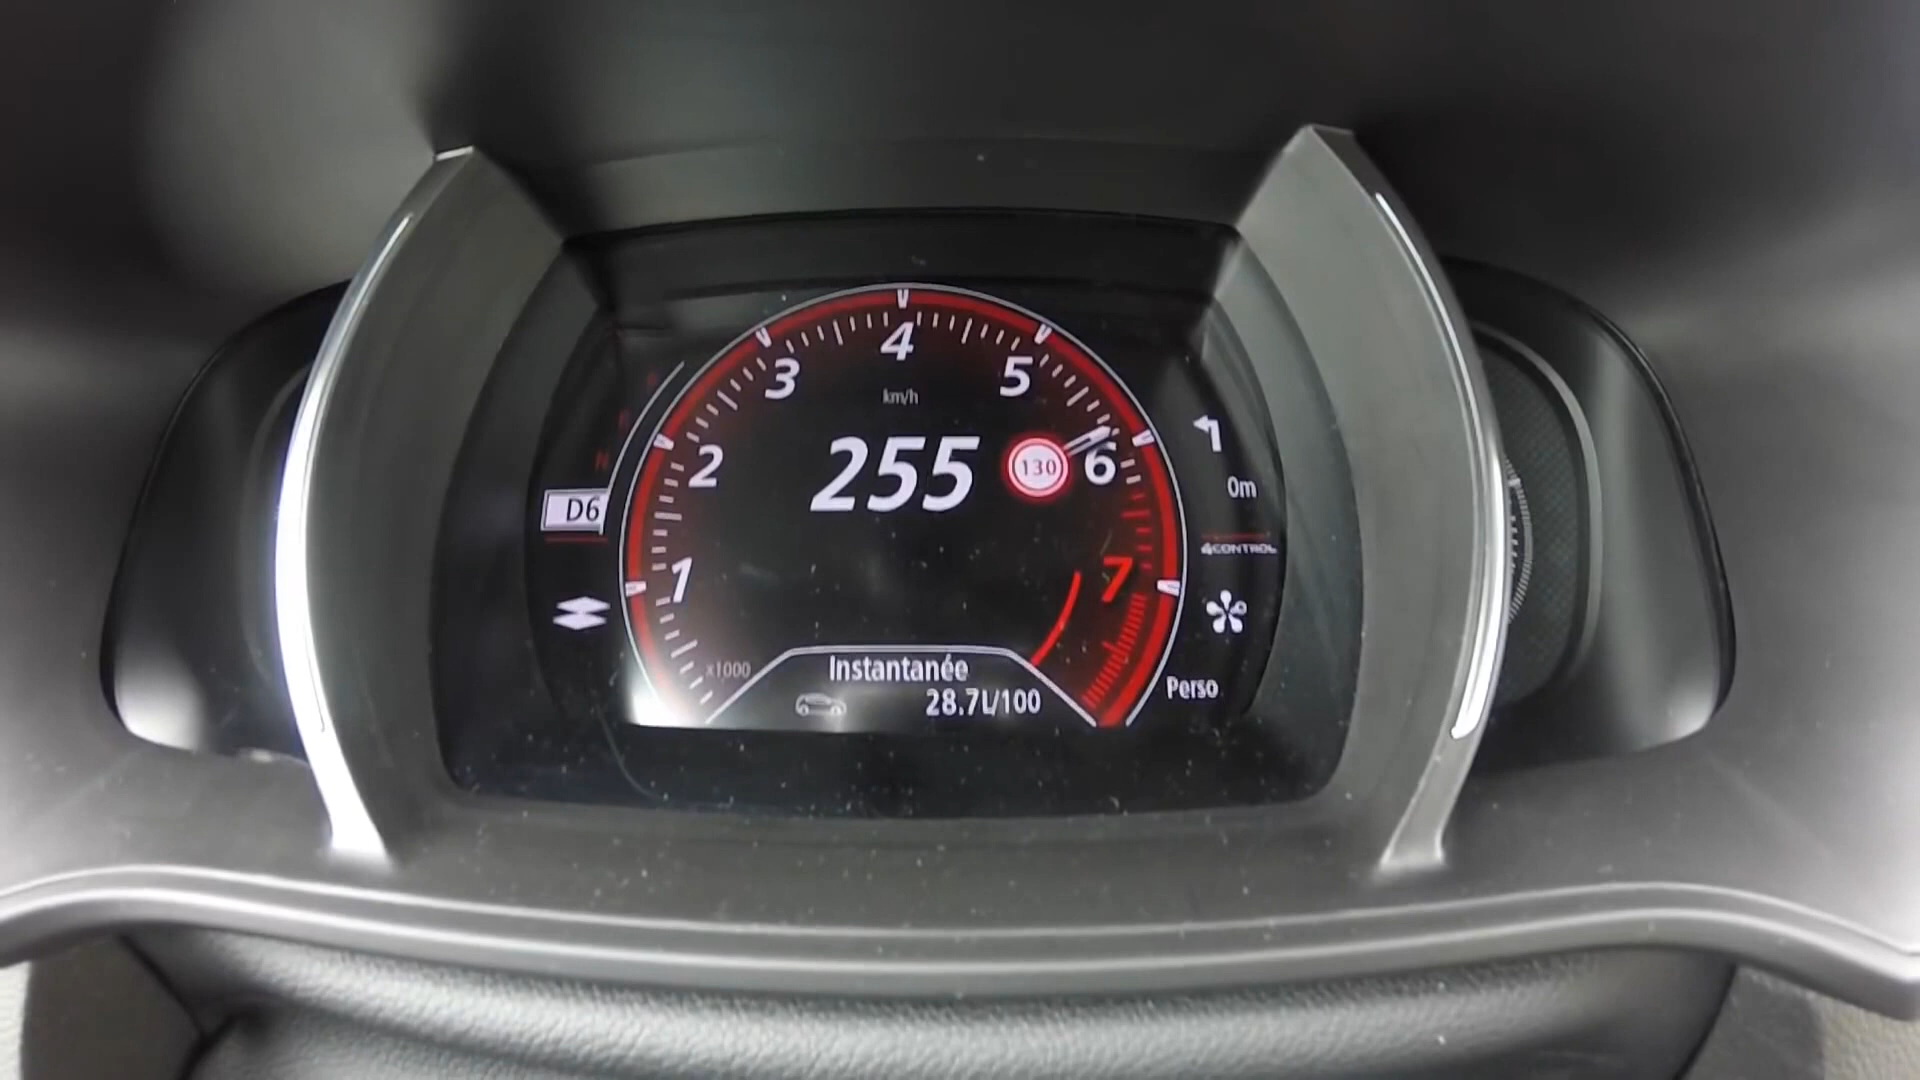 4
3
5
km/h
2
255
130
6
D6
0m
4CONTROL
1
7
x1000
Instantanée
28.7L/100
Perso